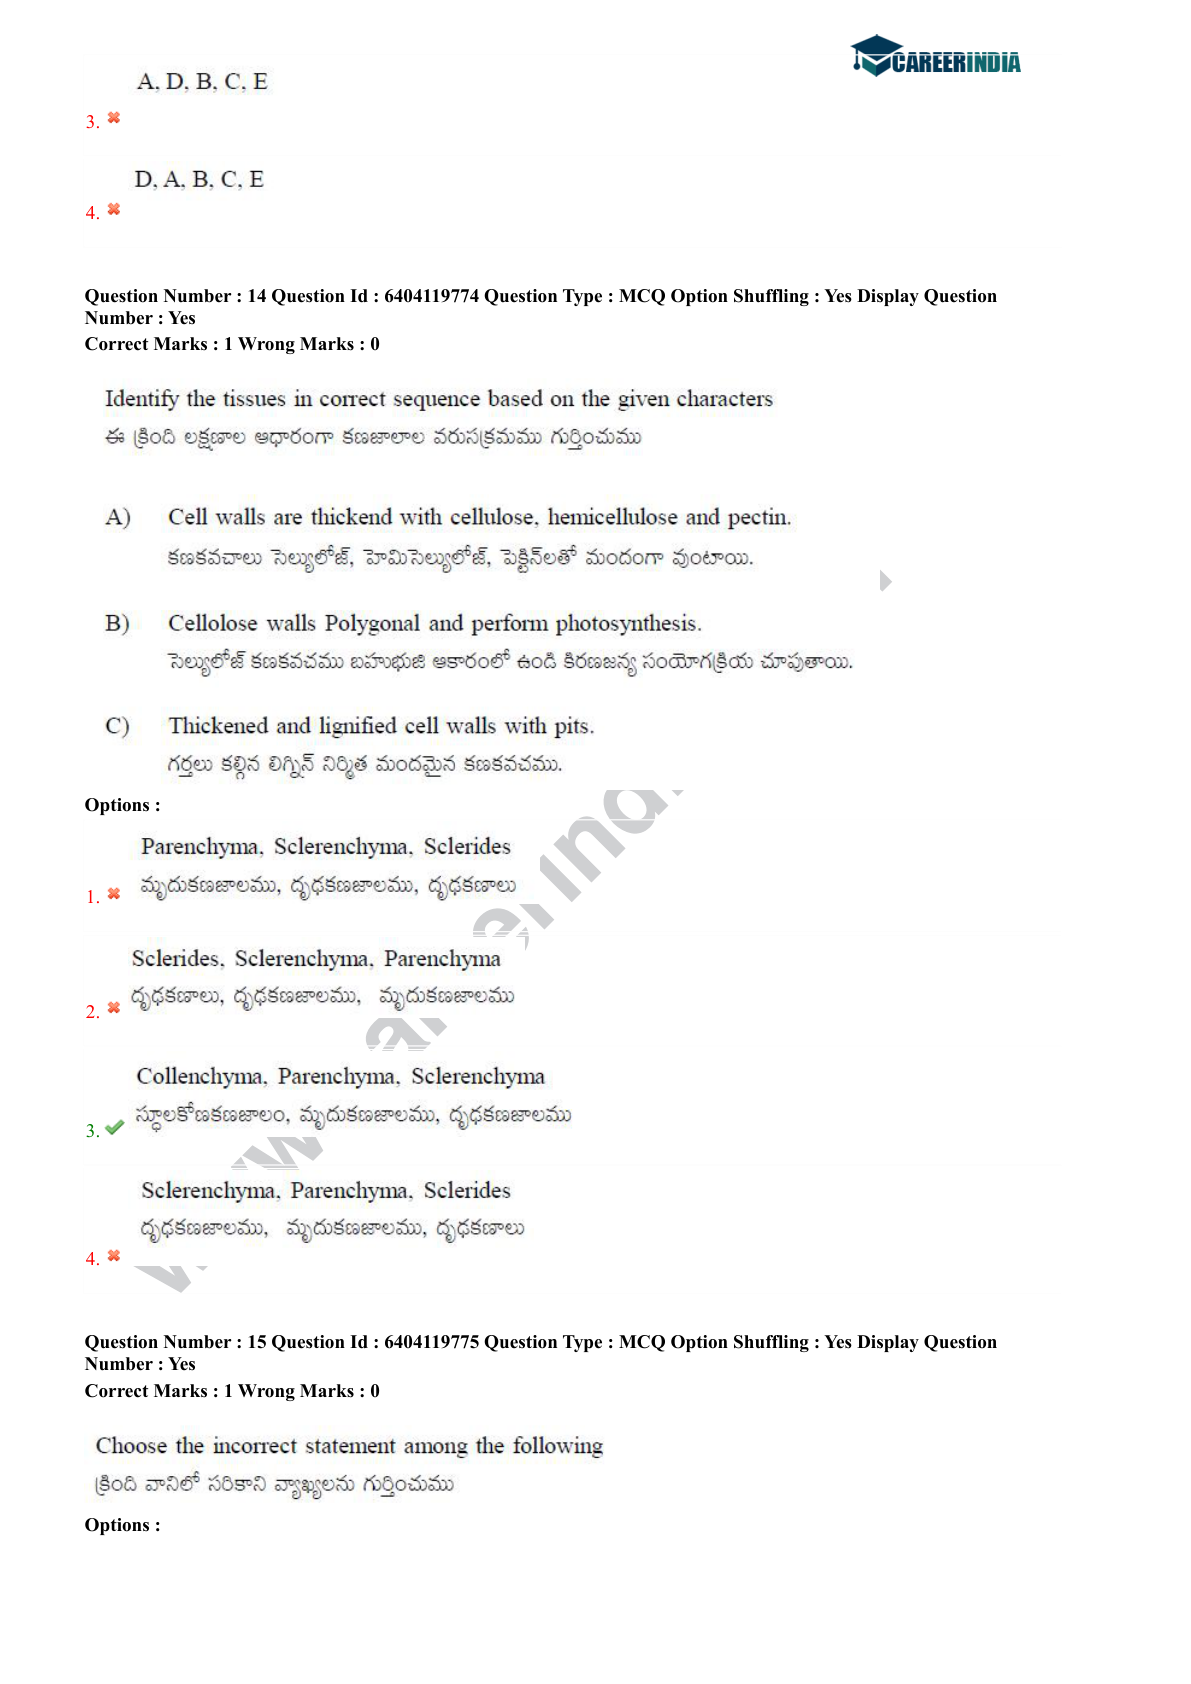 CAREERINDIA
A, D, B, C, E
3.
D, A, B, C, E
4.
Question Number : 14 Question Id : 6404119774 Question Type : MCQ Option Shuffling : Yes Display Question
Number : Yes
Correct Marks : 1 Wrong Marks : 0
Identify the tissues in correct sequence based on the given characters
ఈ క్రింది లక్షణాల ఆధారంగా కణజాలాల వరుసక్రమము గుర్తించుము
A) Cell walls are thickend with cellulose, hemicellulose and pectin.
కణకవచాలు సెల్యులోజ్, హెమిసెల్యులోజ్, పెక్టిన్‌లతో మందంగా వుంటాయి.
B) Cellolose walls Polygonal and perform photosynthesis.
సెల్యులోజ్ కణకవచము బహుభుజి ఆకారంలో ఉండి కిరణజన్య సంయోగక్రియ చూపుతాయి.
C) Thickened and lignified cell walls with pits.
గర్తలు కల్గిన లిగ్నిన్ నిర్మిత మందమైన కణకవచము.
Options :
Parenchyma, Sclerenchyma, Sclerides
1. మృదుకణజాలము, దృఢకణజాలము, దృఢకణాలు
Sclerides, Sclerenchyma, Parenchyma
2. దృఢకణాలు, దృఢకణజాలము, మృదుకణజాలము
Collenchyma, Parenchyma, Sclerenchyma
3. స్థూలకోణకణజాలం, మృదుకణజాలము, దృఢకణజాలము
Sclerenchyma, Parenchyma, Sclerides
దృఢకణజాలము, మృదుకణజాలము, దృఢకణాలు
4.
Question Number : 15 Question Id : 6404119775 Question Type : MCQ Option Shuffling : Yes Display Question
Number : Yes
Correct Marks : 1 Wrong Marks : 0
Choose the incorrect statement among the following
క్రింది వానిలో సరికాని వ్యాఖ్యలను గుర్తించుము
Options :